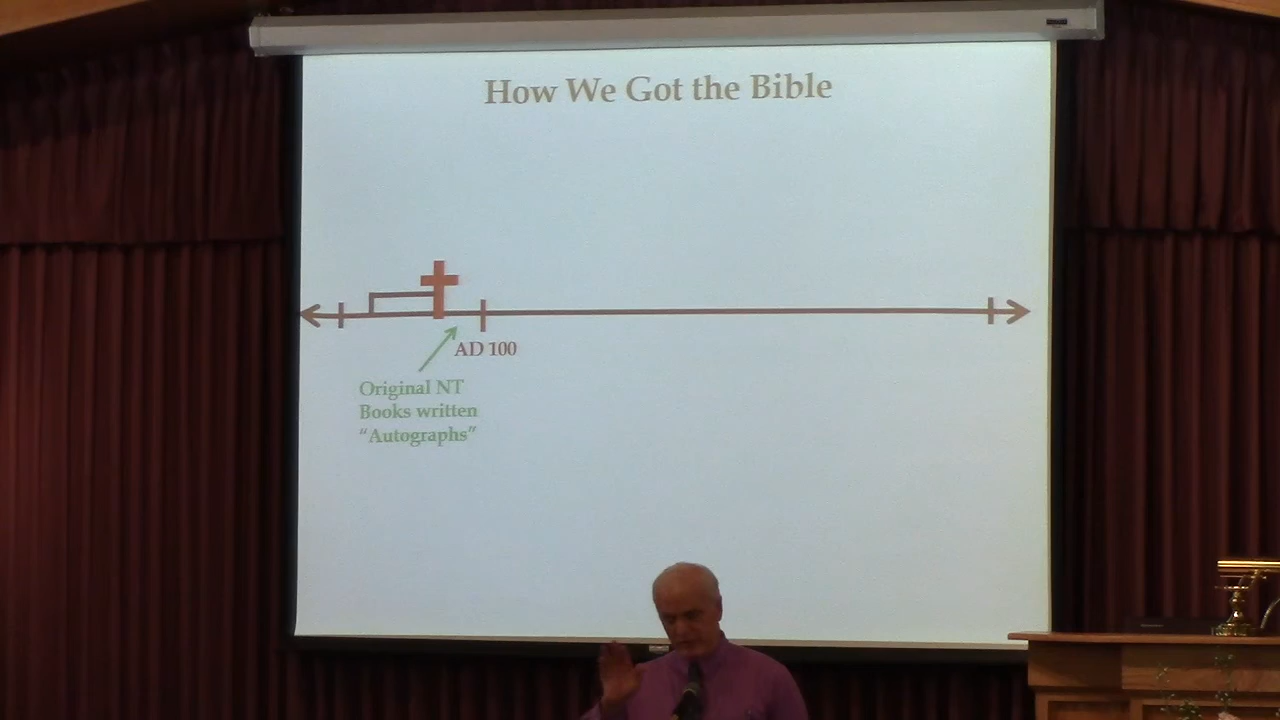 How We Got the Bible
AD 100
Original NT
Books written
“Autographs”